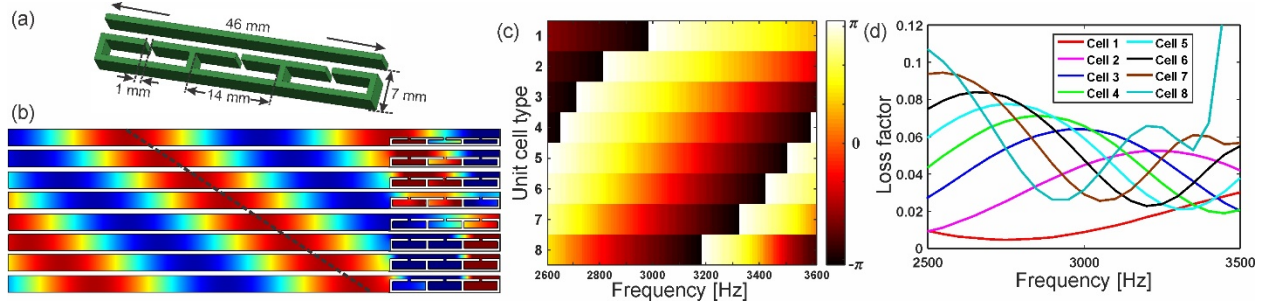 (a)
46 mm
1 mm
14 mm
7 mm
(b)
(c)
Unit cell type
1
2
3
4
5
6
7
8
2600
3000
3400
3600
Frequency [Hz]
π
0
-π
(d)
Loss factor
0.12
0.1
0.08
0.06
0.04
0.02
0
2500
3000
3500
Frequency [Hz]
Cell 1
Cell 2
Cell 3
Cell 4
Cell 5
Cell 6
Cell 7
Cell 8